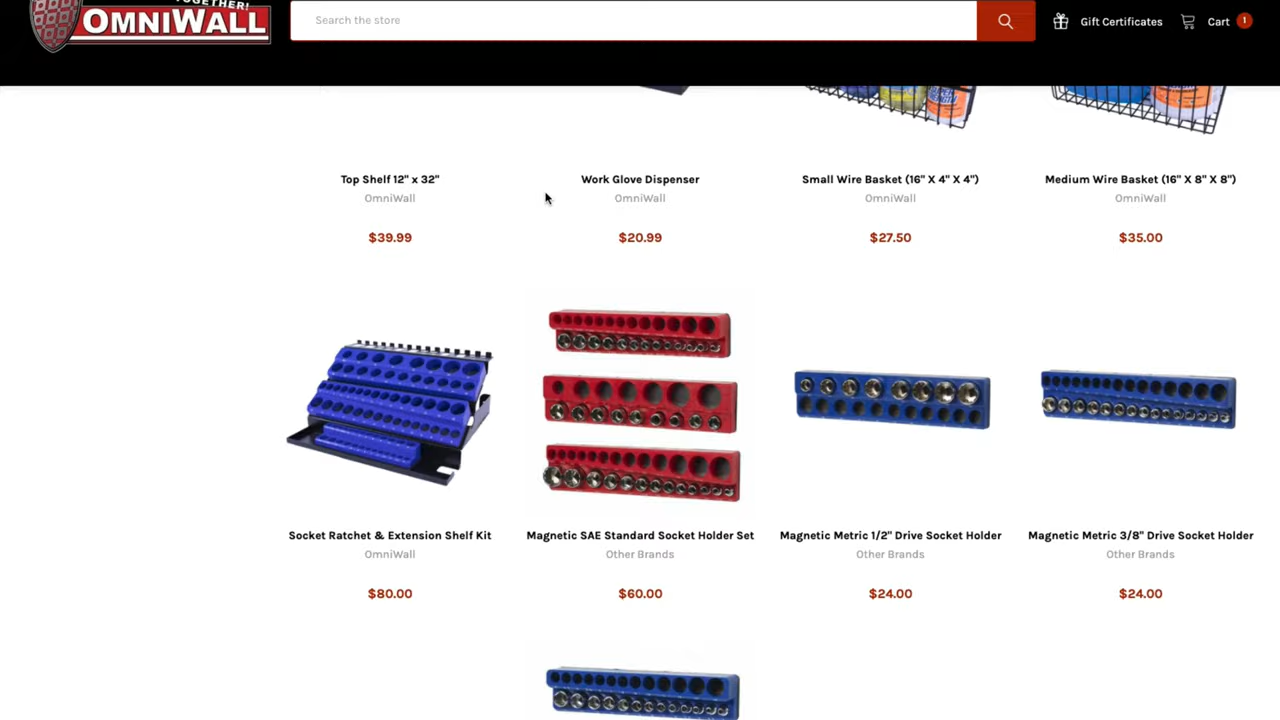 TOGETHER!
OMNIWALL
Search the store
Gift Certificates
Cart 1
Top Shelf 12" x 32"
OmniWall
$39.99
Work Glove Dispenser
OmniWall
$20.99
Small Wire Basket (16" X 4" X 4")
OmniWall
$27.50
Medium Wire Basket (16" X 8" X 8")
OmniWall
$35.00
Socket Ratchet & Extension Shelf Kit
OmniWall
$80.00
Magnetic SAE Standard Socket Holder Set
Other Brands
$60.00
Magnetic Metric 1/2" Drive Socket Holder
Other Brands
$24.00
Magnetic Metric 3/8" Drive Socket Holder
Other Brands
$24.00